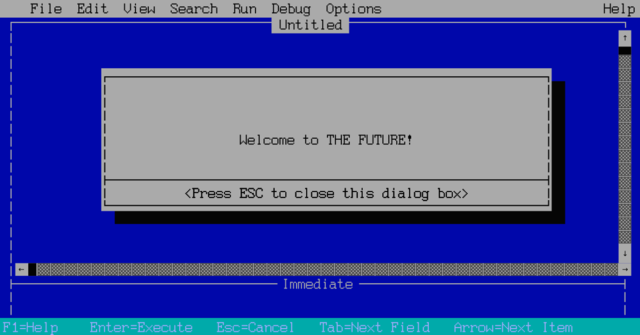 File Edit View Search Run Debug Options Help
Untitled
Welcome to THE FUTURE!
<Press ESC to close this dialog box>
Immediate
F1=Help Enter=Execute Esc=Cancel Tab=Next Field Arrow=Next Item